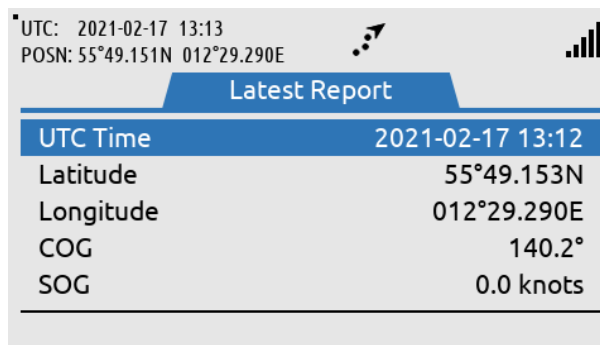 UTC: 2021-02-17 13:13
POSN: 55°49.151N 012°29.290E
Latest Report
UTC Time 2021-02-17 13:12
Latitude 55°49.153N
Longitude 012°29.290E
COG 140.2°
SOG 0.0 knots